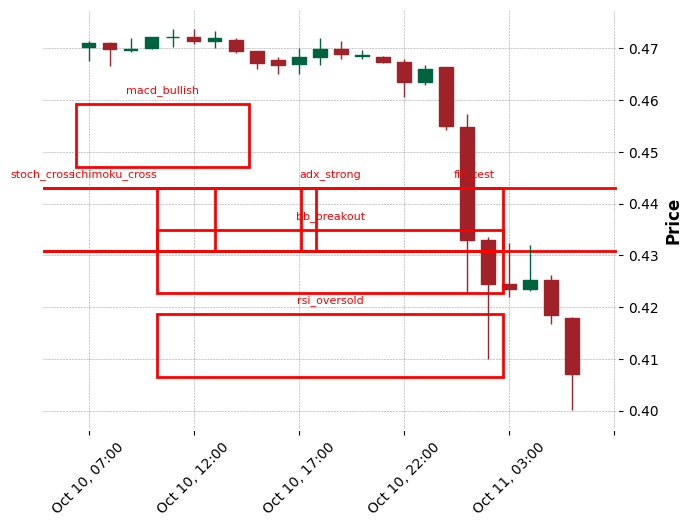 0.47
macd_bullish
0.46
0.45
stoch_cross
ichimoku_cross
adx_strong
fib_test
0.44
bb_breakout
0.43
0.42
rsi_oversold
0.41
0.40
Price
Oct 10, 07:00
Oct 10, 12:00
Oct 10, 17:00
Oct 10, 22:00
Oct 11, 03:00